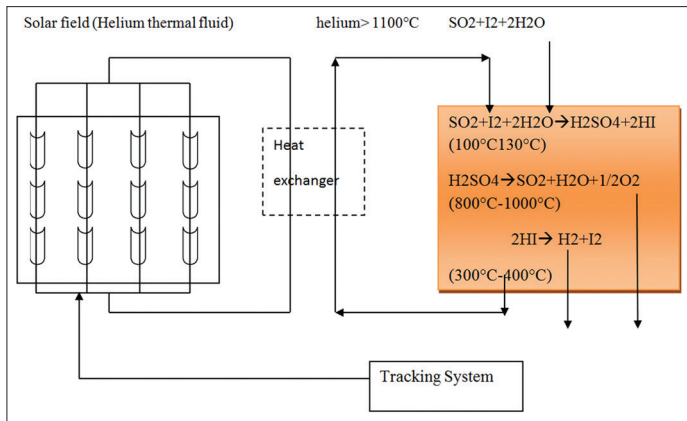 Solar field (Helium thermal fluid)
helium> 1100°C
SO2+I2+2H2O
SO2+I2+2H2O→H2SO4+2HI
(100°C130°C)
Heat
exchanger
H2SO4→SO2+H2O+1/2O2
(800°C-1000°C)
2HI→ H2+I2
(300°C-400°C)
Tracking System